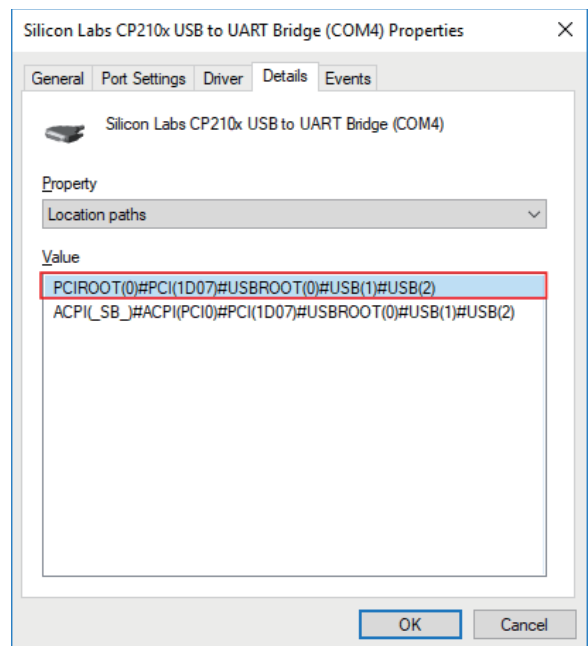 Silicon Labs CP210x USB to UART Bridge (COM4) Properties
General Port Settings Driver Details Events
Silicon Labs CP210x USB to UART Bridge (COM4)
Property
Location paths
Value
PCIROOT(0)#PCI(1D07)#USBROOT(0)#USB(1)#USB(2)
ACPI(_SB_)#ACPI(PCI0)#PCI(1D07)#USBROOT(0)#USB(1)#USB(2)
OK Cancel